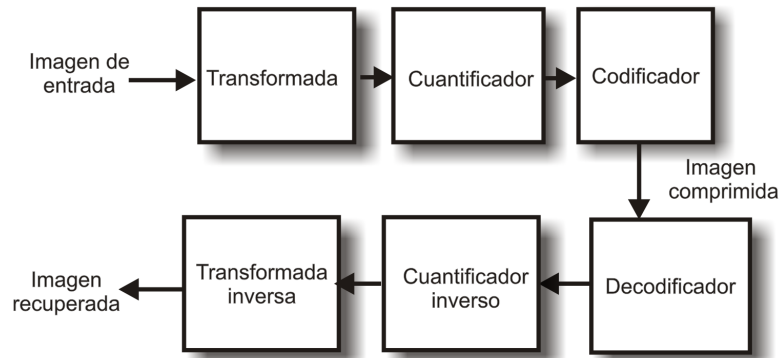 Imagen de
entrada
Transformada
Cuantificador
Codificador
Imagen
comprimida
Decodificador
Cuantificador
inverso
Transformada
inversa
Imagen
recuperada